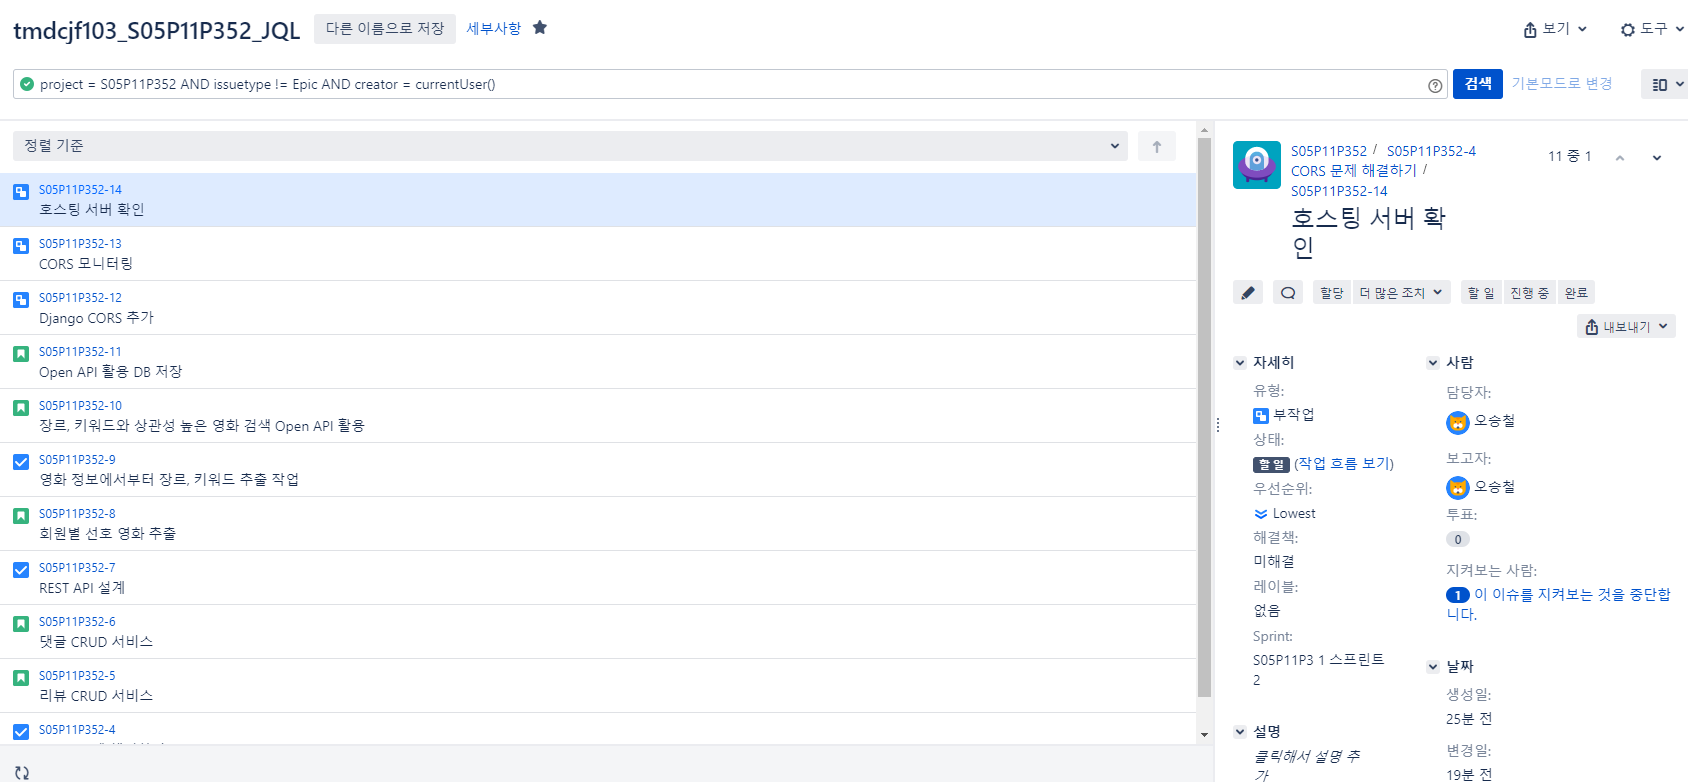 tmdcjf103_S05P11P352_JQL
다른 이름으로 저장
세부사항
보기
도구
project = S05P11P352 AND issuetype != Epic AND creator = currentUser()
검색
기본모드로 변경
정렬 기준
S05P11P352-14
호스팅 서버 확인
S05P11P352-13
CORS 모니터링
S05P11P352-12
Django CORS 추가
S05P11P352-11
Open API 활용 DB 저장
S05P11P352-10
장르, 키워드와 상관성 높은 영화 검색 Open API 활용
S05P11P352-9
영화 정보에서부터 장르, 키워드 추출 작업
S05P11P352-8
회원별 선호 영화 추출
S05P11P352-7
REST API 설계
S05P11P352-6
댓글 CRUD 서비스
S05P11P352-5
리뷰 CRUD 서비스
S05P11P352-4
S05P11P352 / S05P11P352-4
CORS 문제 해결하기 /
S05P11P352-14
11 중 1
호스팅 서버 확
인
할당
더 많은 조치
할 일
진행 중
완료
내보내기
자세히
유형:
부작업
상태:
할 일 (작업 흐름 보기)
우선순위:
Lowest
해결책:
미해결
레이블:
없음
Sprint:
S05P11P3 1 스프린트
2
설명
클릭해서 설명 추
가
사람
담당자:
오승철
보고자:
오승철
투표:
0
지켜보는 사람:
1 이 이슈를 지켜보는 것을 중단합
니다.
날짜
생성일:
25분 전
변경일:
19분 전